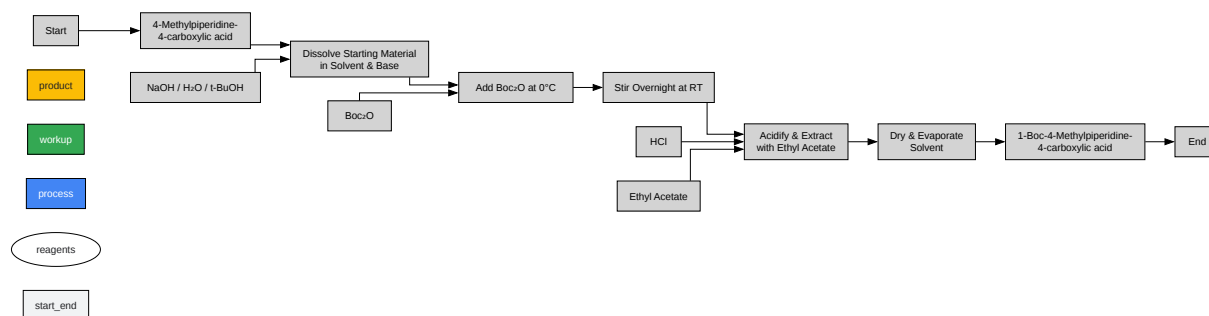 Start
4-Methylpiperidine-
4-carboxylic acid
NaOH / H₂O / t-BuOH
Dissolve Starting Material
in Solvent & Base
Boc₂O
Add Boc₂O at 0°C
Stir Overnight at RT
HCl
Ethyl Acetate
Acidify & Extract
with Ethyl Acetate
Dry & Evaporate
Solvent
1-Boc-4-Methylpiperidine-
4-carboxylic acid
End
product
workup
process
reagents
start_end